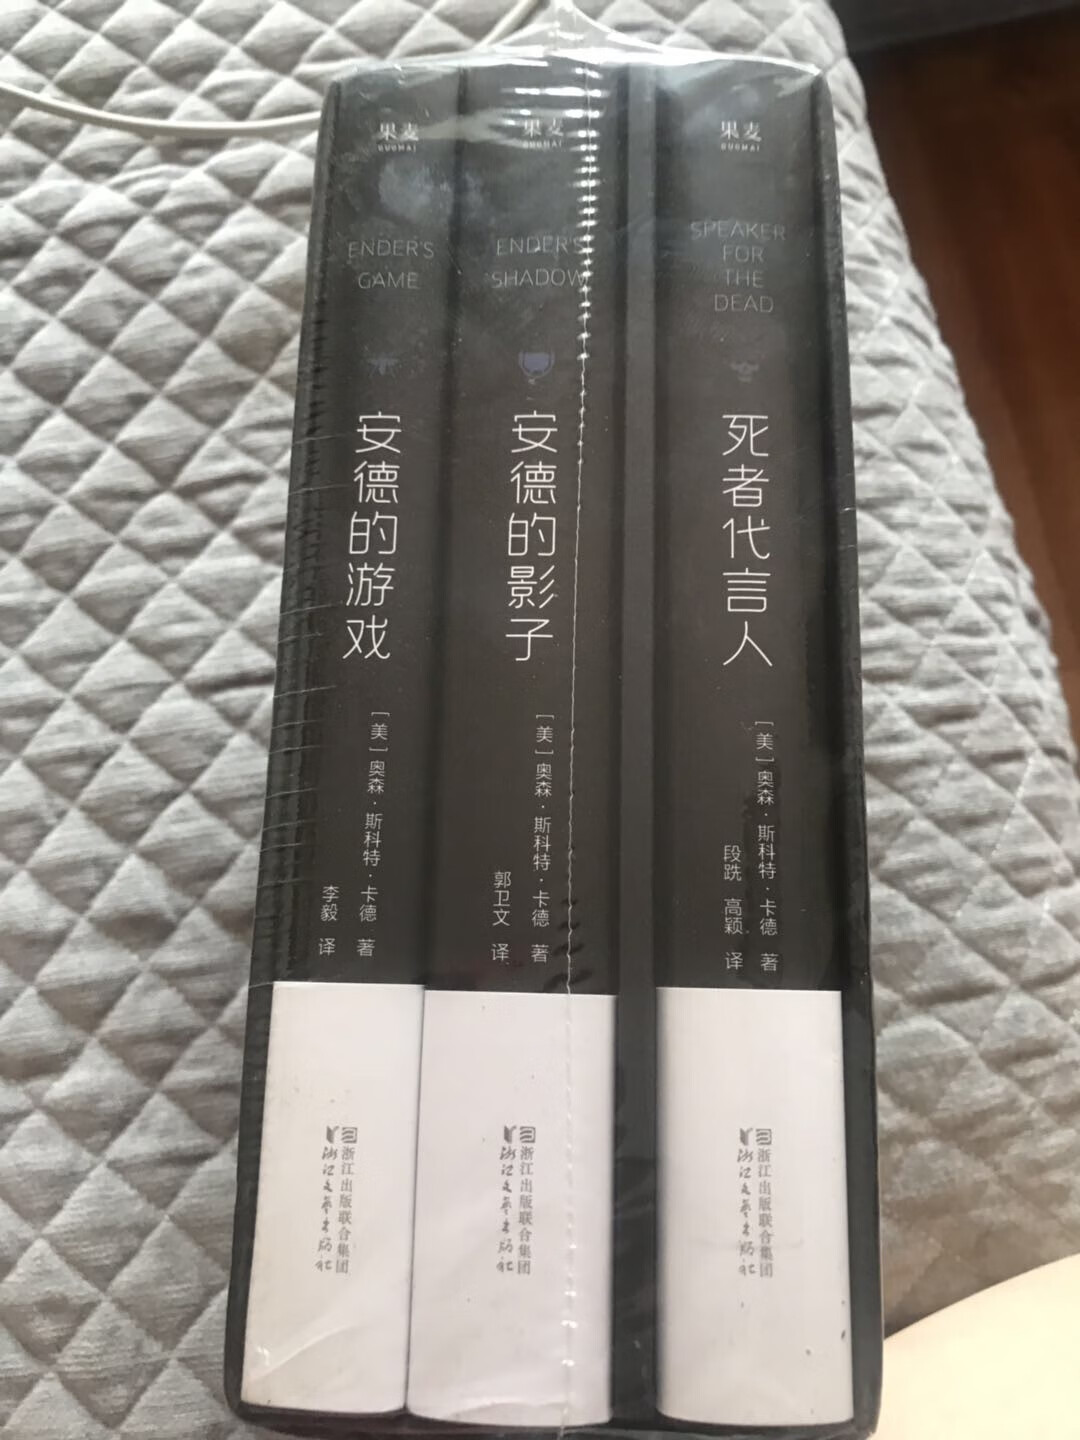 果麦
GUOMAI
ENDER'S
GAME
安德的游戏
[美]奥森·斯科特·卡德 著
李毅 译
浙江出版联合集团
浙江文艺出版社
果麦
GUOMAI
ENDER'S
SHADOW
安德的影子
[美]奥森·斯科特·卡德 著
郭卫文 译
浙江出版联合集团
浙江文艺出版社
果麦
GUOMAI
SPEAKER
FOR
THE
DEAD
死者代言人
[美]奥森·斯科特·卡德 著
段跣 高颖 译
浙江出版联合集团
浙江文艺出版社